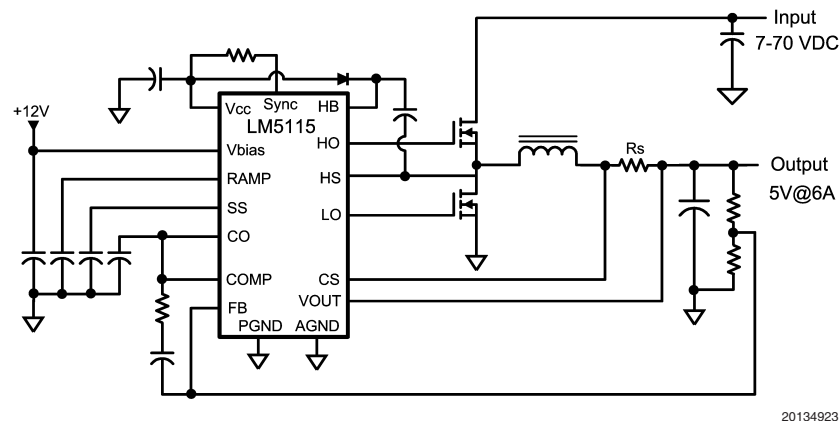 Input
7-70 VDC
+12V
Vcc
Sync
HB
LM5115
HO
Vbias
RAMP
HS
SS
LO
CO
COMP
CS
VOUT
FB
PGND
AGND
Rs
Output
5V@6A
20134923